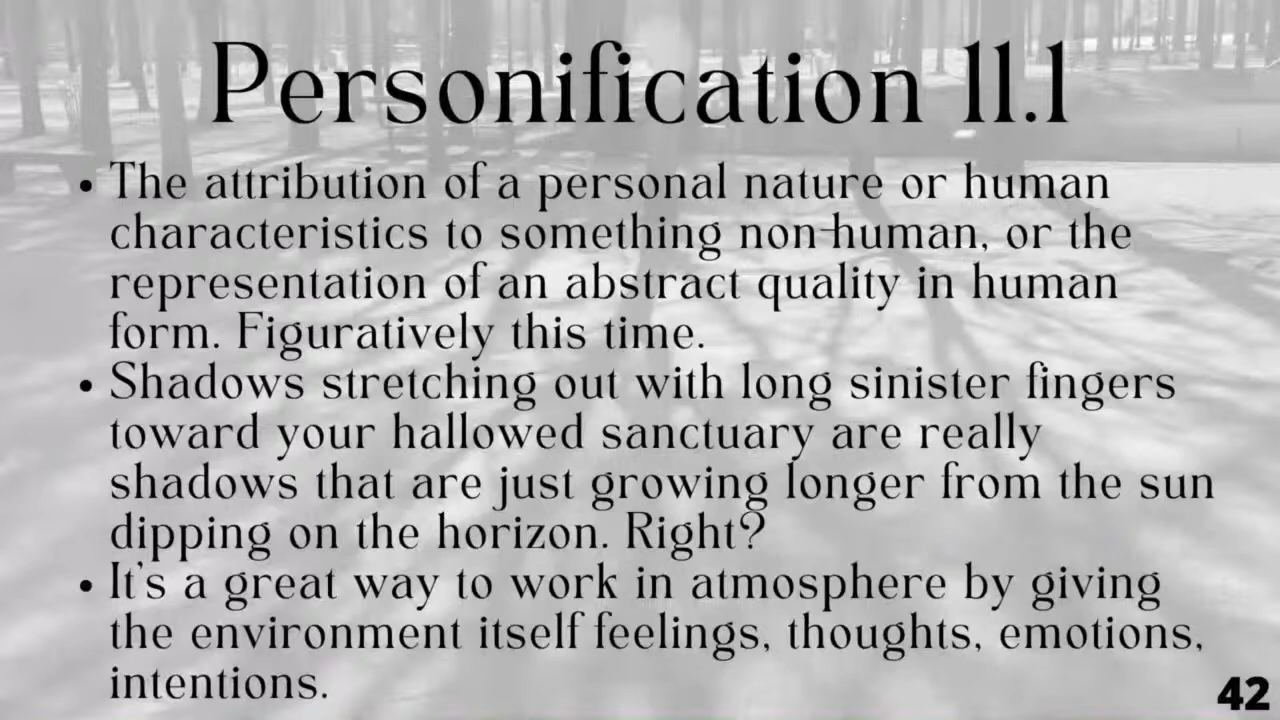 Personification 11.1
• The attribution of a personal nature or human
characteristics to something non-human, or the
representation of an abstract quality in human
form. Figuratively this time.
• Shadows stretching out with long sinister fingers
toward your hallowed sanctuary are really
shadows that are just growing longer from the sun
dipping on the horizon. Right?
• It's a great way to work in atmosphere by giving
the environment itself feelings, thoughts, emotions,
intentions.
42